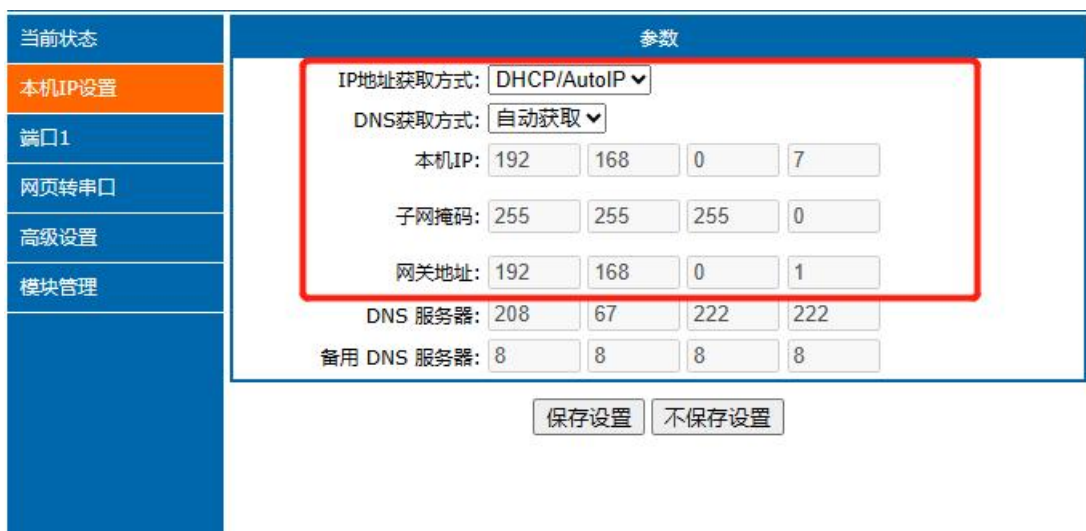 当前状态
本机IP设置
端口1
网页转串口
高级设置
模块管理
参数
IP地址获取方式: DHCP/AutoIP
DNS获取方式: 自动获取
本机IP: 192 168 0 7
子网掩码: 255 255 255 0
网关地址: 192 168 0 1
DNS 服务器: 208 67 222 222
备用 DNS 服务器: 8 8 8 8
保存设置 不保存设置